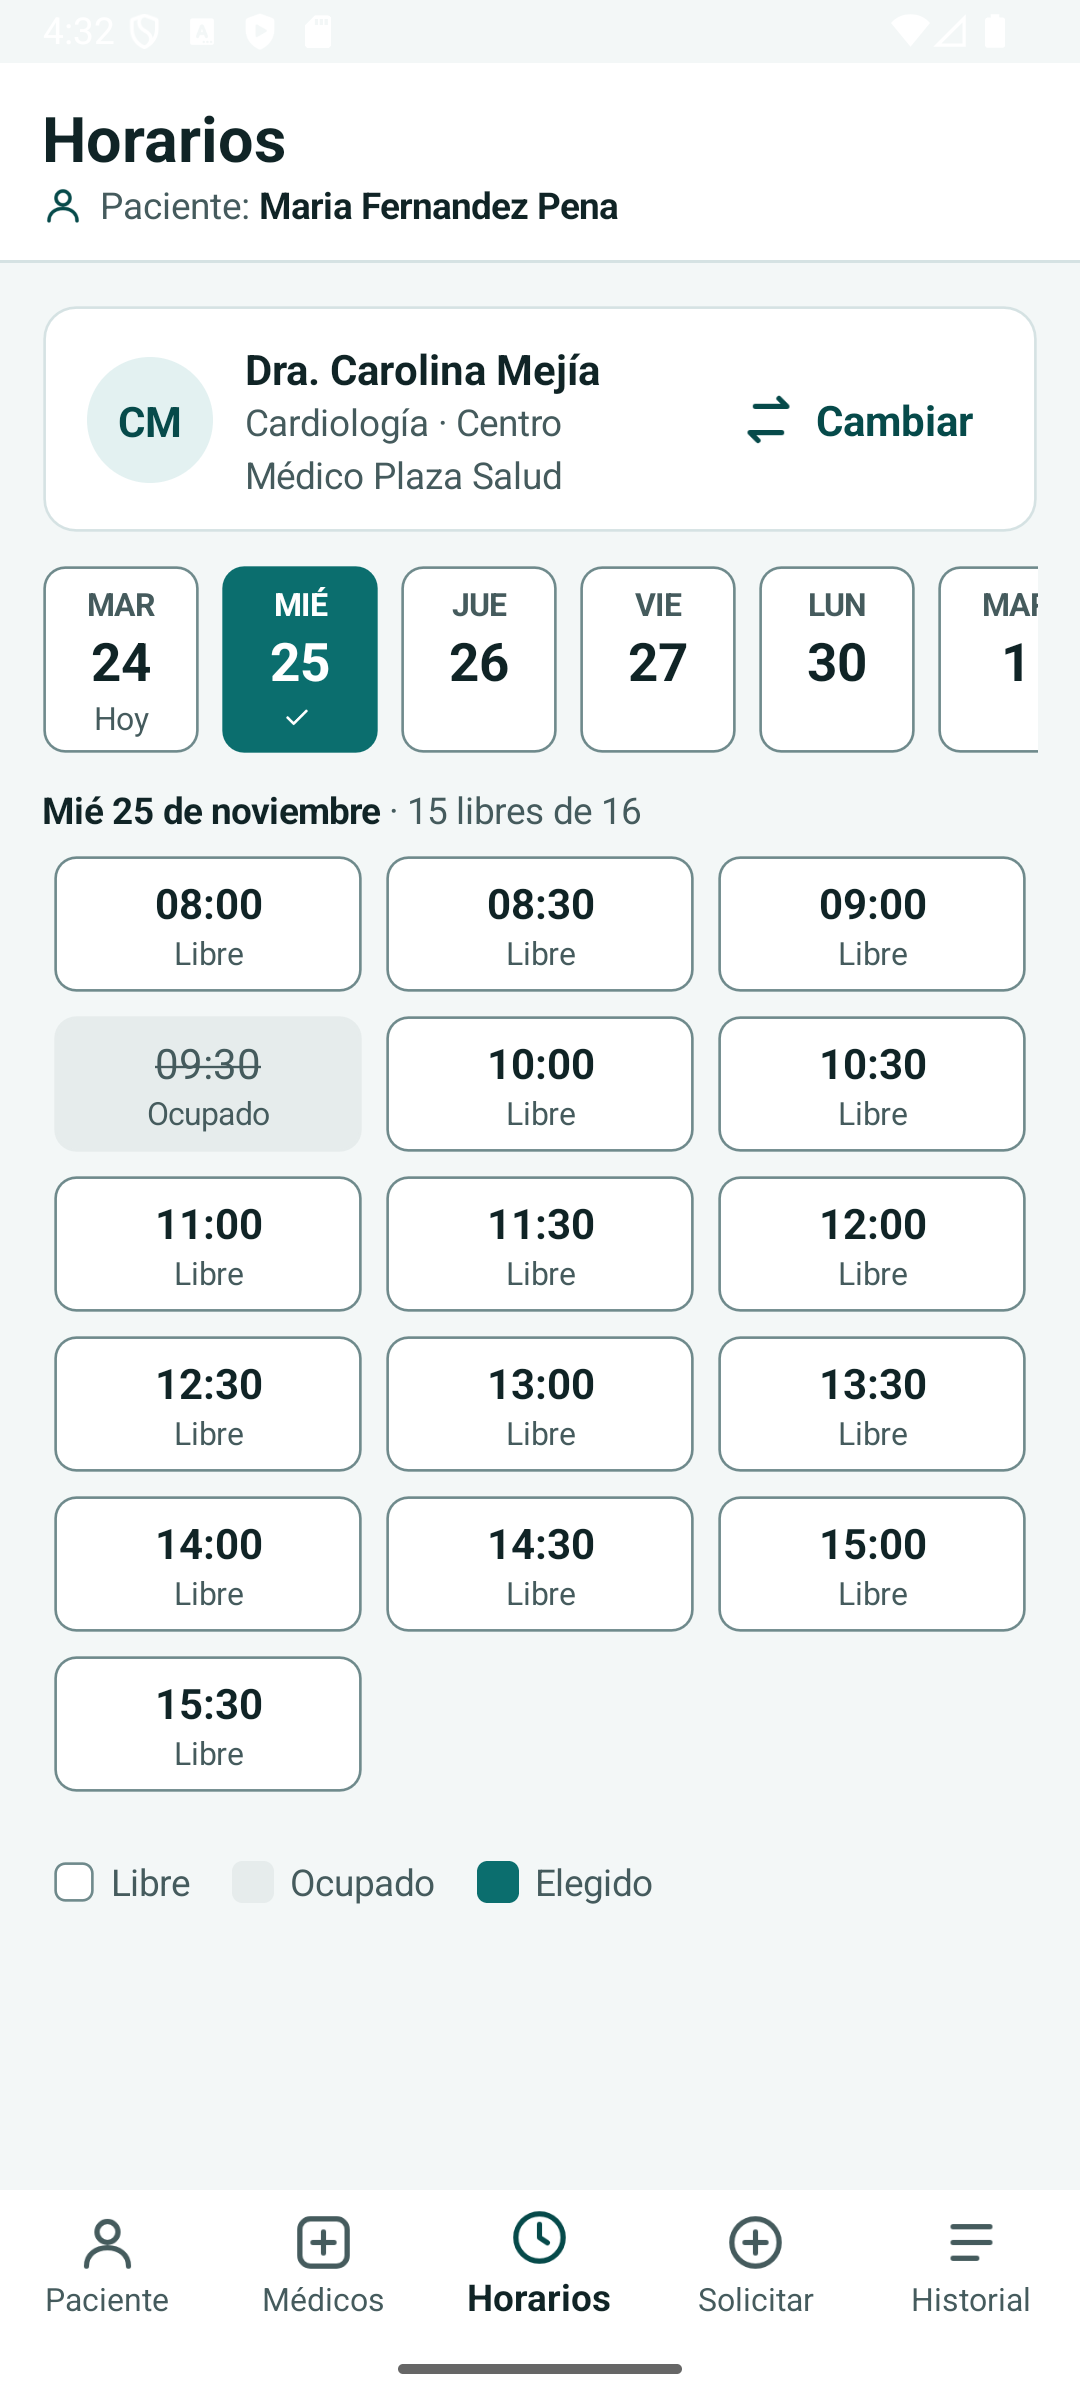 4:32
Horarios
Paciente: Maria Fernandez Pena
CM
Dra. Carolina Mejía
Cardiología · Centro
Médico Plaza Salud
Cambiar
MAR
24
Hoy
MIÉ
25
JUE
26
VIE
27
LUN
30
MAR
1
Mié 25 de noviembre · 15 libres de 16
08:00
Libre
08:30
Libre
09:00
Libre
09:30
Ocupado
10:00
Libre
10:30
Libre
11:00
Libre
11:30
Libre
12:00
Libre
12:30
Libre
13:00
Libre
13:30
Libre
14:00
Libre
14:30
Libre
15:00
Libre
15:30
Libre
Libre
Ocupado
Elegido
Paciente
Médicos
Horarios
Solicitar
Historial